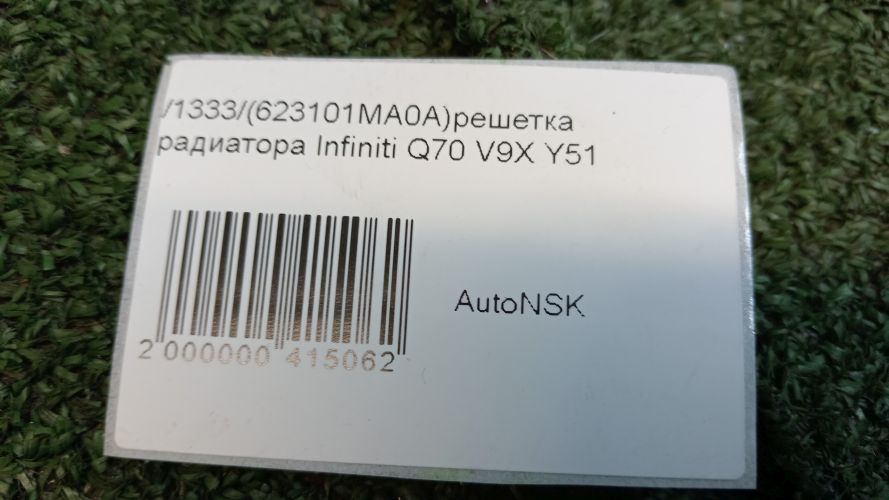 ./1333/(623101MA0A)решетка
радиатора Infiniti Q70 V9X Y51
AutoNSK
2 000000 415062